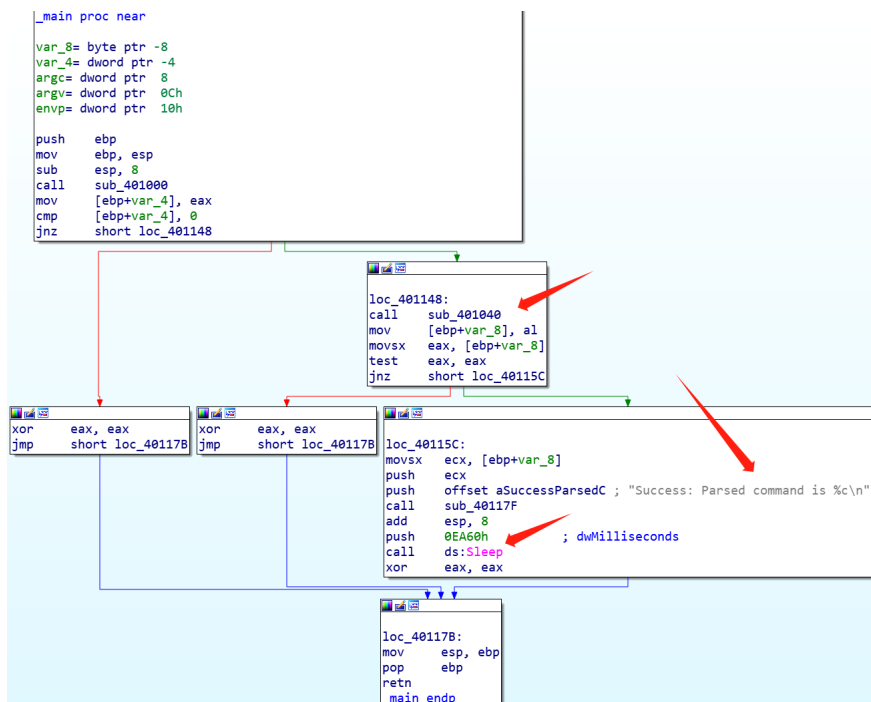 _main proc near
var_8= byte ptr -8
var_4= dword ptr -4
argc= dword ptr  8
argv= dword ptr  0Ch
envp= dword ptr  10h
push    ebp
mov     ebp, esp
sub     esp, 8
call    sub_401000
mov     [ebp+var_4], eax
cmp     [ebp+var_4], 0
jnz     short loc_401148
loc_401148:
call    sub_401040
mov     [ebp+var_8], al
movsx   eax, [ebp+var_8]
test    eax, eax
jnz     short loc_40115C
xor     eax, eax
jmp     short loc_40117B
xor     eax, eax
jmp     short loc_40117B
loc_40115C:
movsx   ecx, [ebp+var_8]
push    ecx
push    offset aSuccessParsedC ; "Success: Parsed command is %c\n"
call    sub_40117F
add     esp, 8
push    0EA60h          ; dwMilliseconds
call    ds:Sleep
xor     eax, eax
loc_40117B:
mov     esp, ebp
pop     ebp
retn
_main endp